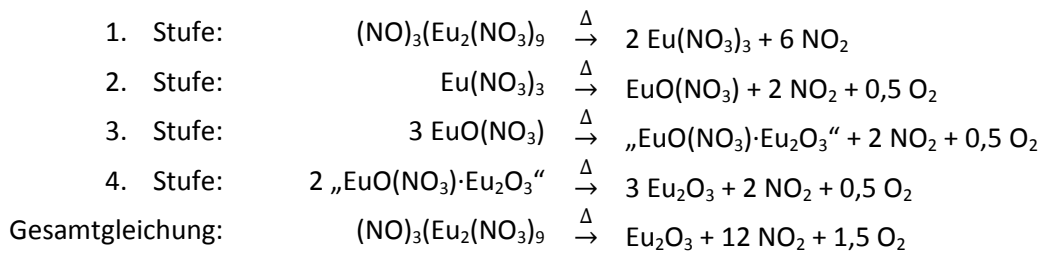 1. Stufe: (NO)₃(Eu₂(NO₃)₉ →^Δ 2 Eu(NO₃)₃ + 6 NO₂
2. Stufe: Eu(NO₃)₃ →^Δ EuO(NO₃) + 2 NO₂ + 0,5 O₂
3. Stufe: 3 EuO(NO₃) →^Δ „EuO(NO₃)·Eu₂O₃“ + 2 NO₂ + 0,5 O₂
4. Stufe: 2 „EuO(NO₃)·Eu₂O₃“ →^Δ 3 Eu₂O₃ + 2 NO₂ + 0,5 O₂
Gesamtgleichung: (NO)₃(Eu₂(NO₃)₉ →^Δ Eu₂O₃ + 12 NO₂ + 1,5 O₂